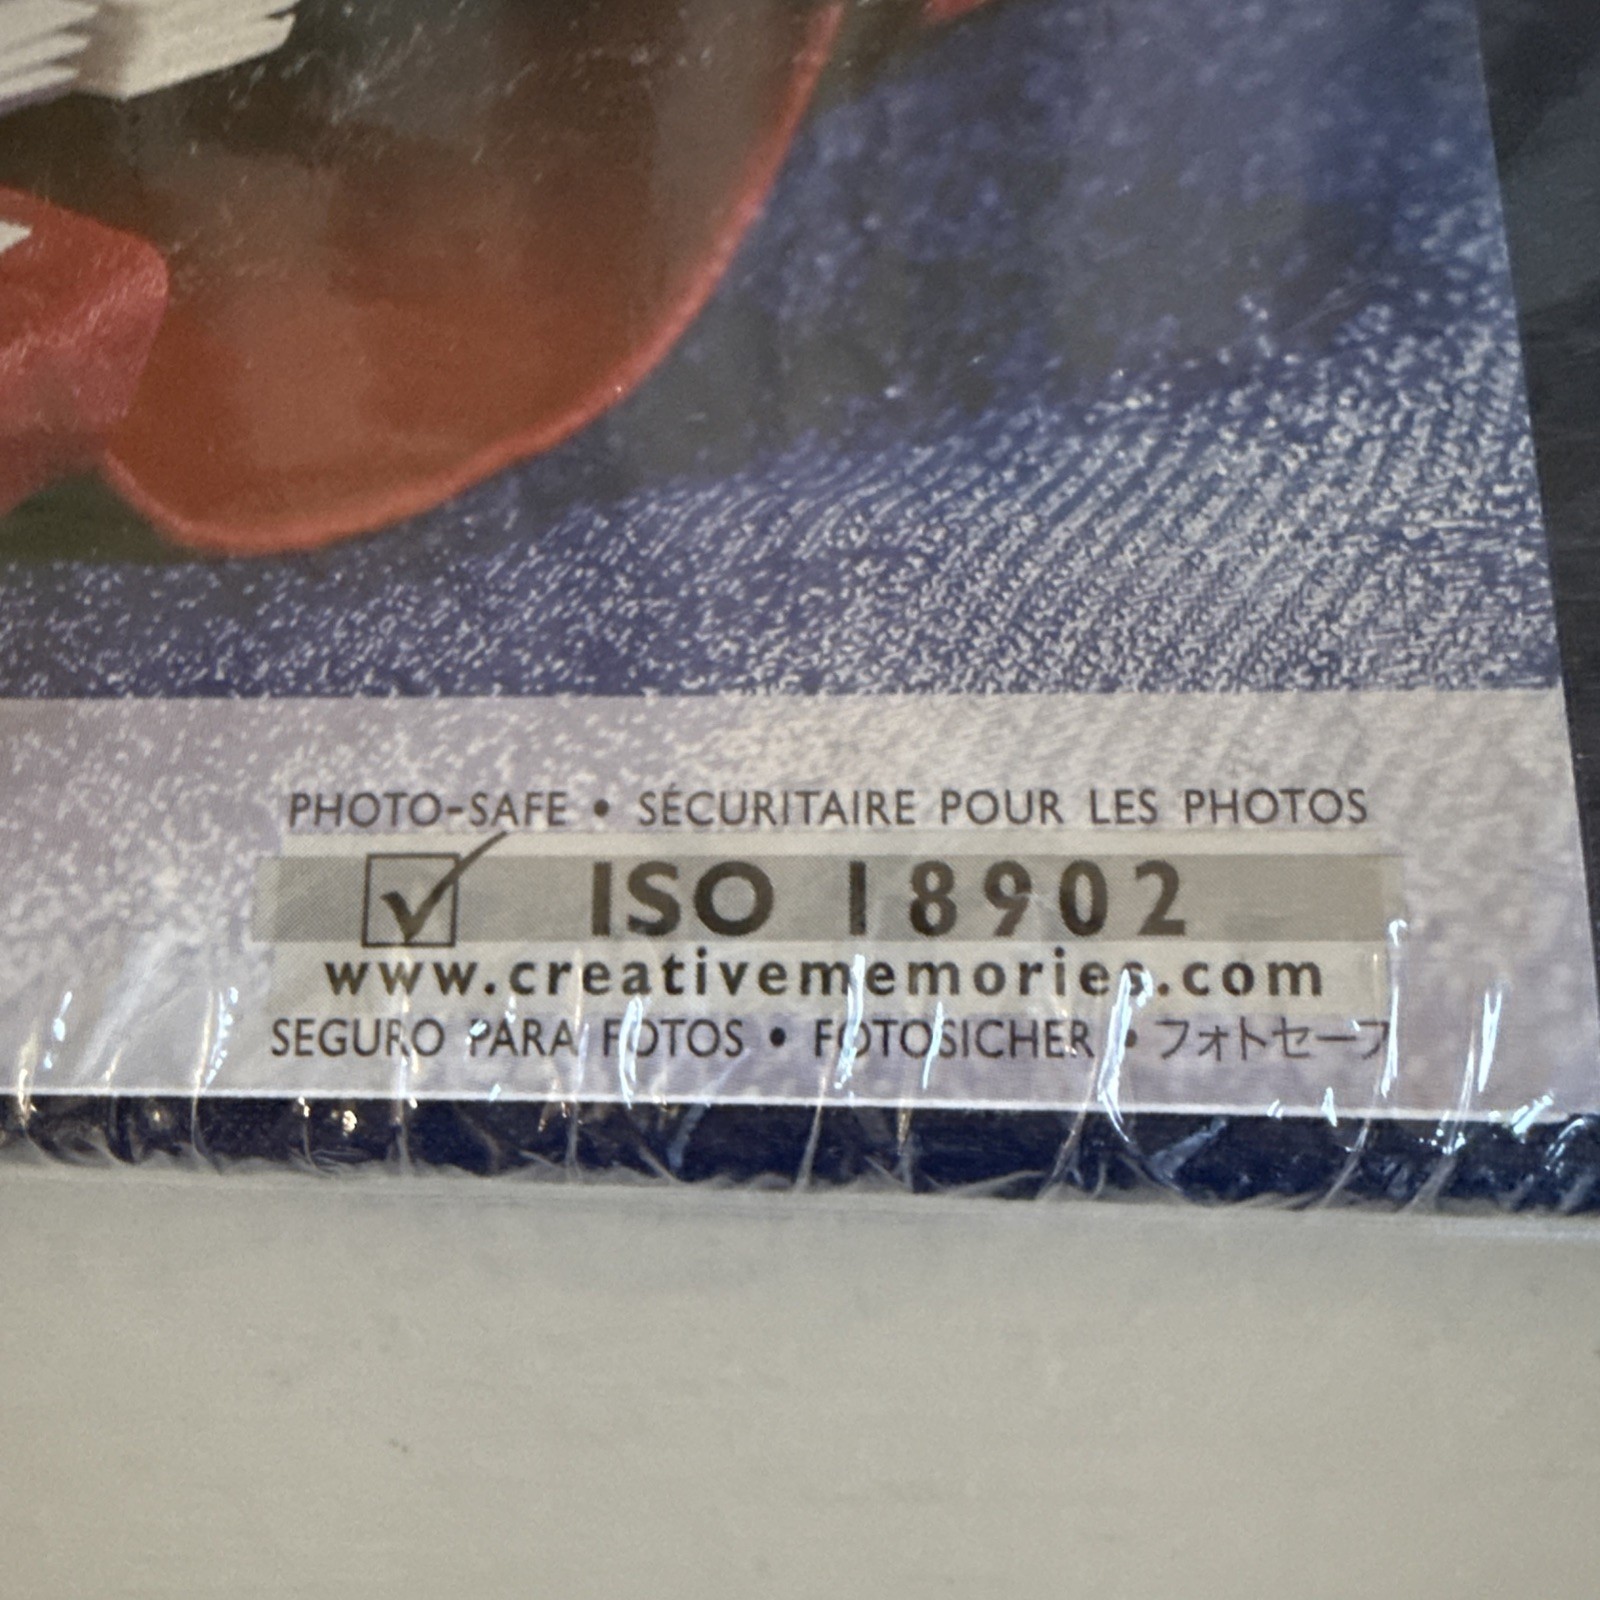 PHOTO-SAFE • SÉCURITAIRE POUR LES PHOTOS
ISO 18902
www.creativememories.com
SEGURO PARA FOTOS • FOTOSICHER • フォトセーフ